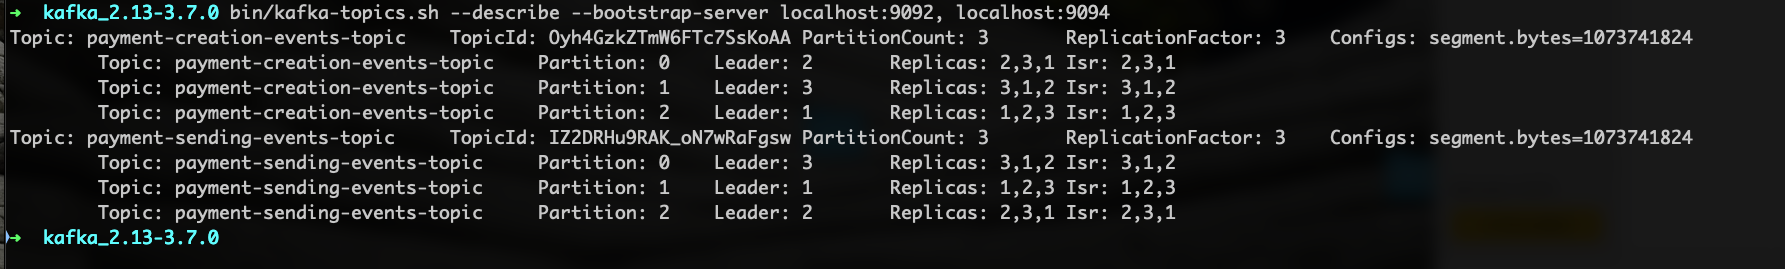 ➜ kafka_2.13-3.7.0 bin/kafka-topics.sh --describe --bootstrap-server localhost:9092, localhost:9094
Topic: payment-creation-events-topic TopicId: Oyh4GzkZTmW6FTc7SsKoAA PartitionCount: 3 ReplicationFactor: 3 Configs: segment.bytes=1073741824
Topic: payment-creation-events-topic Partition: 0 Leader: 2 Replicas: 2,3,1 Isr: 2,3,1
Topic: payment-creation-events-topic Partition: 1 Leader: 3 Replicas: 3,1,2 Isr: 3,1,2
Topic: payment-creation-events-topic Partition: 2 Leader: 1 Replicas: 1,2,3 Isr: 1,2,3
Topic: payment-sending-events-topic TopicId: IZ2DRHu9RAK_oN7wRaFgsw PartitionCount: 3 ReplicationFactor: 3 Configs: segment.bytes=1073741824
Topic: payment-sending-events-topic Partition: 0 Leader: 3 Replicas: 3,1,2 Isr: 3,1,2
Topic: payment-sending-events-topic Partition: 1 Leader: 1 Replicas: 1,2,3 Isr: 1,2,3
Topic: payment-sending-events-topic Partition: 2 Leader: 2 Replicas: 2,3,1 Isr: 2,3,1
➜ kafka_2.13-3.7.0